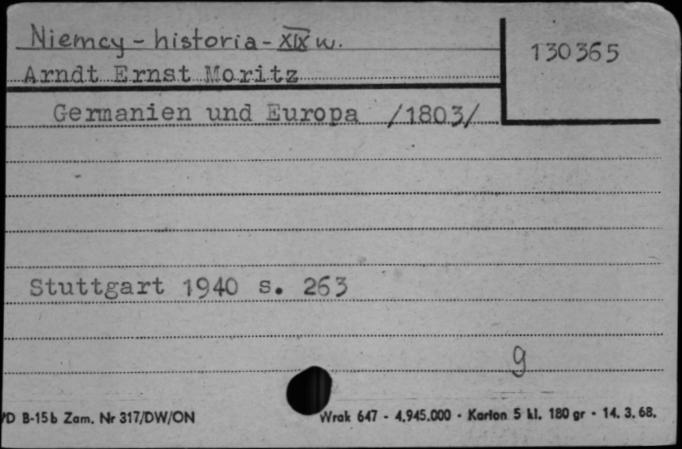 Niemcy - historia - XIX w.
130365
Arndt Ernst Moritz
Germanien und Europa /1803/
Stuttgart 1940 s. 263
g
/D B-15b Zam. Nr 317/DW/ON Wrak 647 - 4.945.000 - Karton 5 kl. 180 gr - 14. 3. 68.